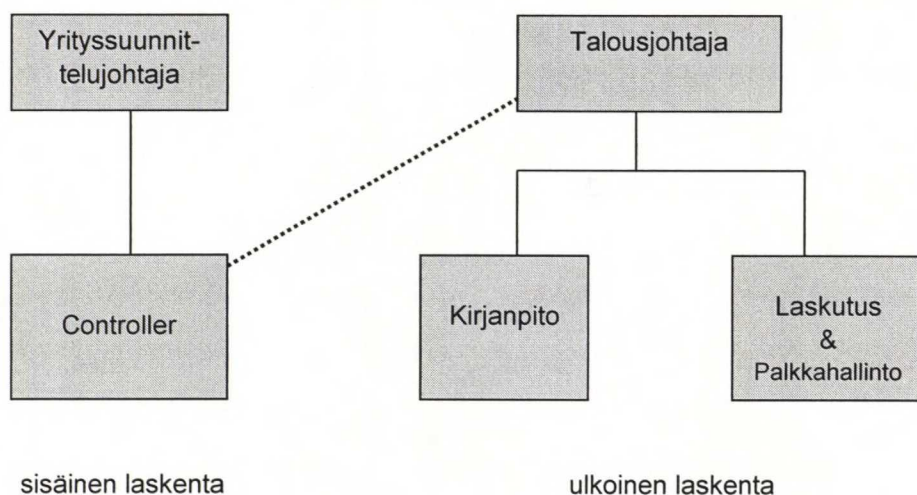 Yrityssuunnit-
telujohtaja
Talousjohtaja
Controller
Kirjanpito
Laskutus
&
Palkkahallinto
sisäinen laskenta
ulkoinen laskenta